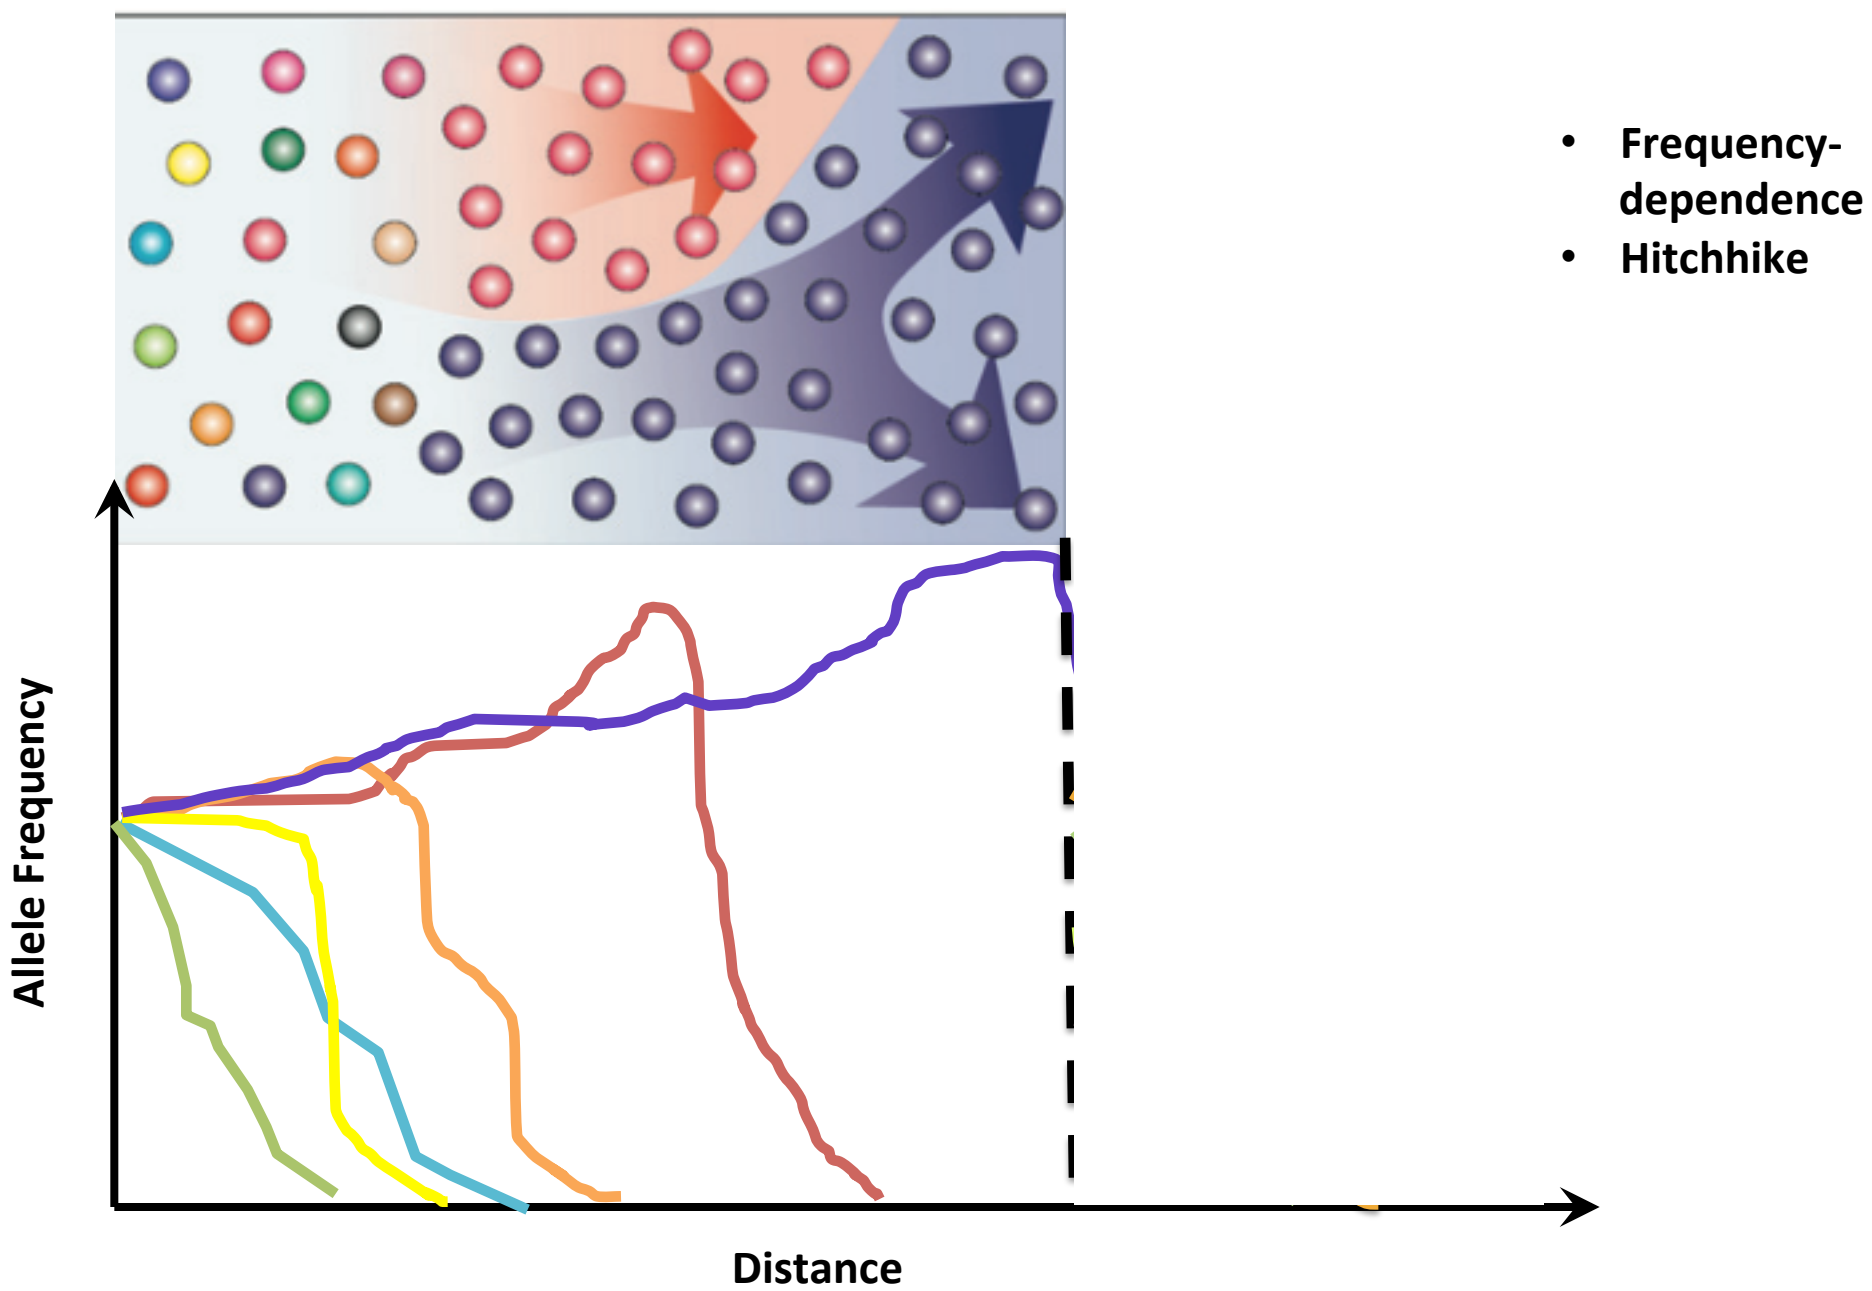 • Frequency-
dependence
• Hitchhike
Allele Frequency
Distance